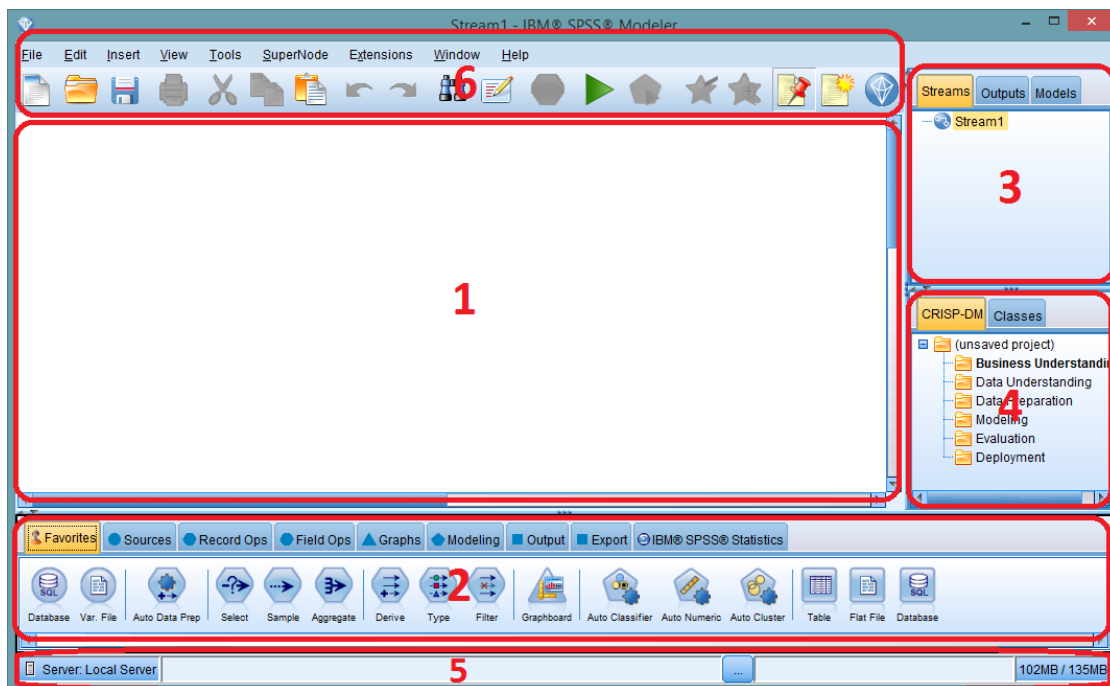 Stream1 - IBM® SPSS® Modeler
File Edit Insert View Tools SuperNode Extensions Window Help
6
Streams Outputs Models
Stream1
3
1
CRISP-DM Classes
(unsaved project)
Business Understandin
Data Understanding
Data Preparation
Modeling
Evaluation
Deployment
4
Favorites Sources Record Ops Field Ops Graphs Modeling Output Export IBM® SPSS® Statistics
SQL SQL
2
Database Var. File Auto Data Prep Select Sample Aggregate Derive Type Filter Graphboard Auto Classifier Auto Numeric Auto Cluster Table Flat File Database
Server: Local Server 5 ... 102MB / 135MB